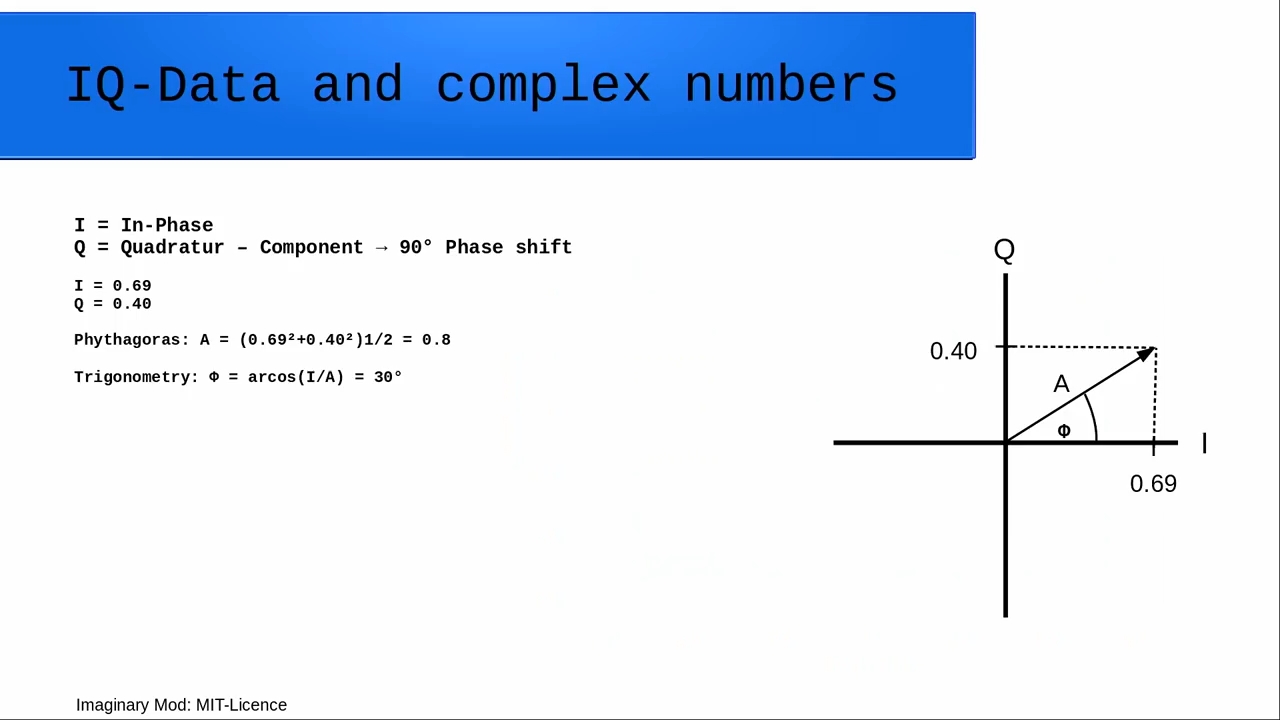 IQ-Data and complex numbers
I = In-Phase
Q = Quadratur – Component → 90° Phase shift
I = 0.69
Q = 0.40
Phythagoras: A = (0.69²+0.40²)1/2 = 0.8
Trigonometry: Φ = arcos(I/A) = 30°
Q
0.40
A
Φ
I
0.69
Imaginary Mod: MIT-Licence